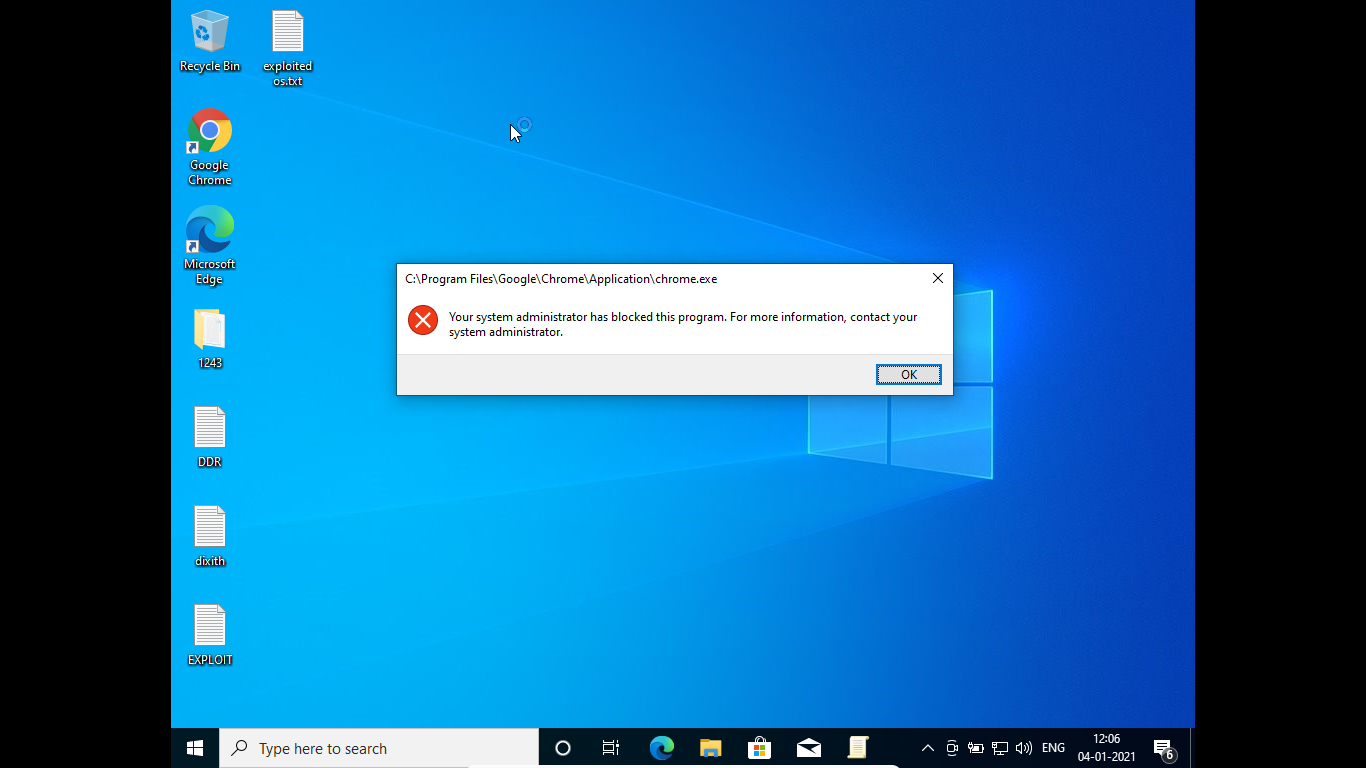 Recycle Bin
exploited
os.txt
Google
Chrome
Microsoft
Edge
1243
DDR
dixith
EXPLOIT
C:\Program Files\Google\Chrome\Application\chrome.exe
Your system administrator has blocked this program. For more information, contact your
system administrator.
OK
Type here to search
ENG
12:06
04-01-2021
6